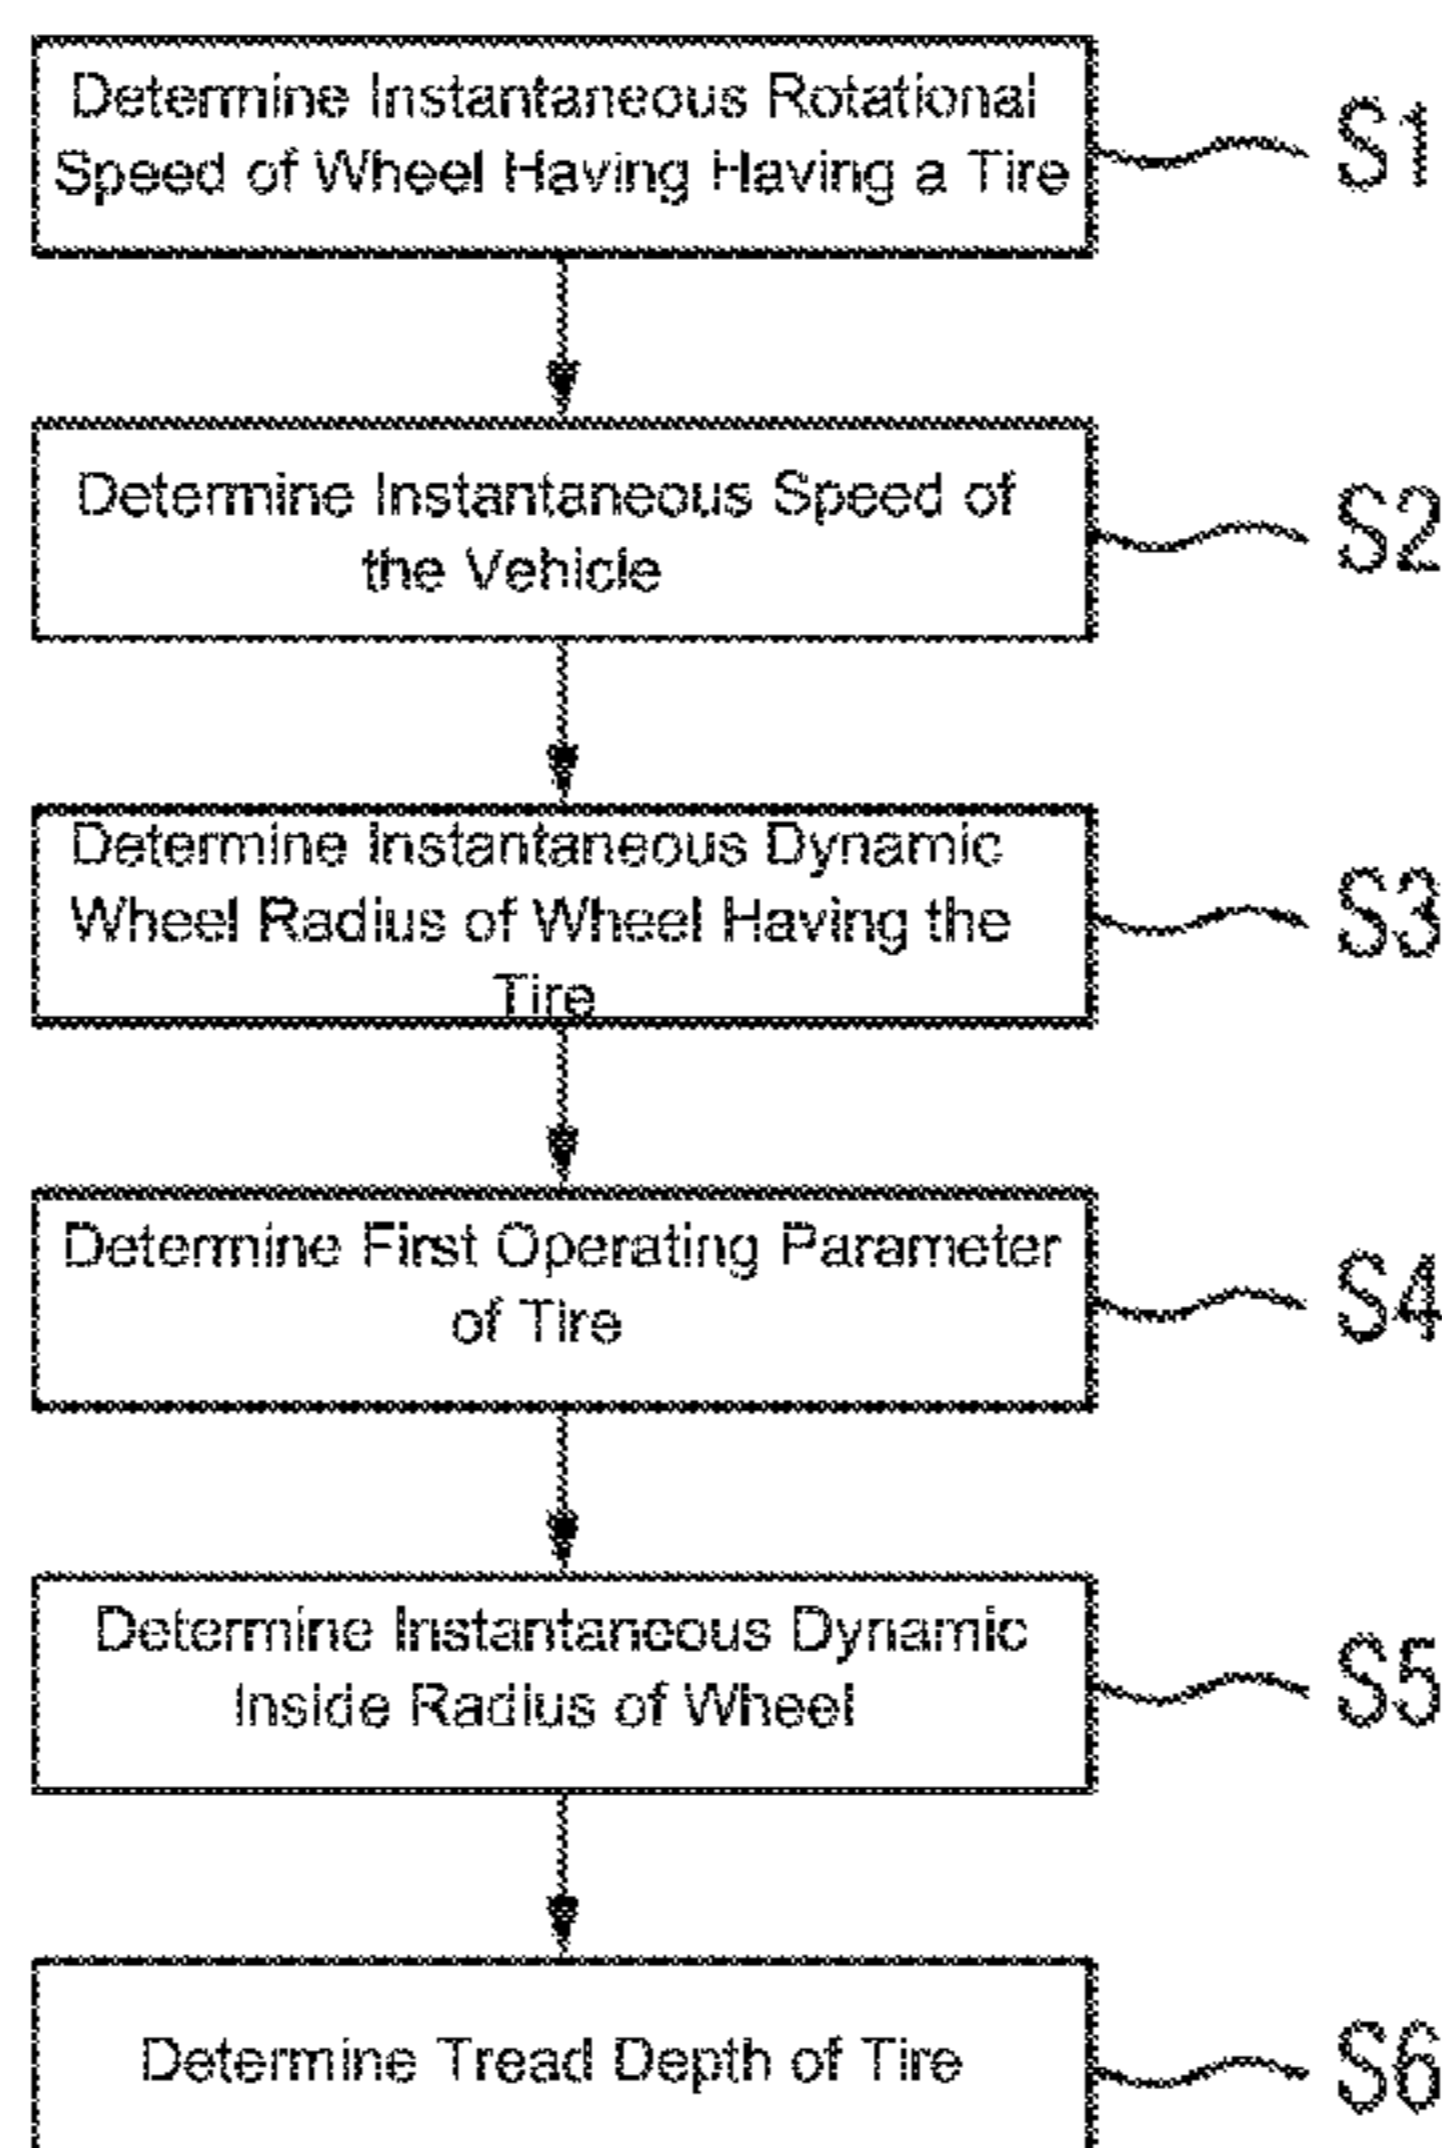 Determine Instantaneous Rotational
Speed of Wheel Having Having a Tire
S1
Determine Instantaneous Speed of
the Vehicle
S2
Determine Instantaneous Dynamic
Wheel Radius of Wheel Having the
Tire
S3
Determine First Operating Parameter
of Tire
S4
Determine Instantaneous Dynamic
Inside Radius of Wheel
S5
Determine Tread Depth of Tire
S6